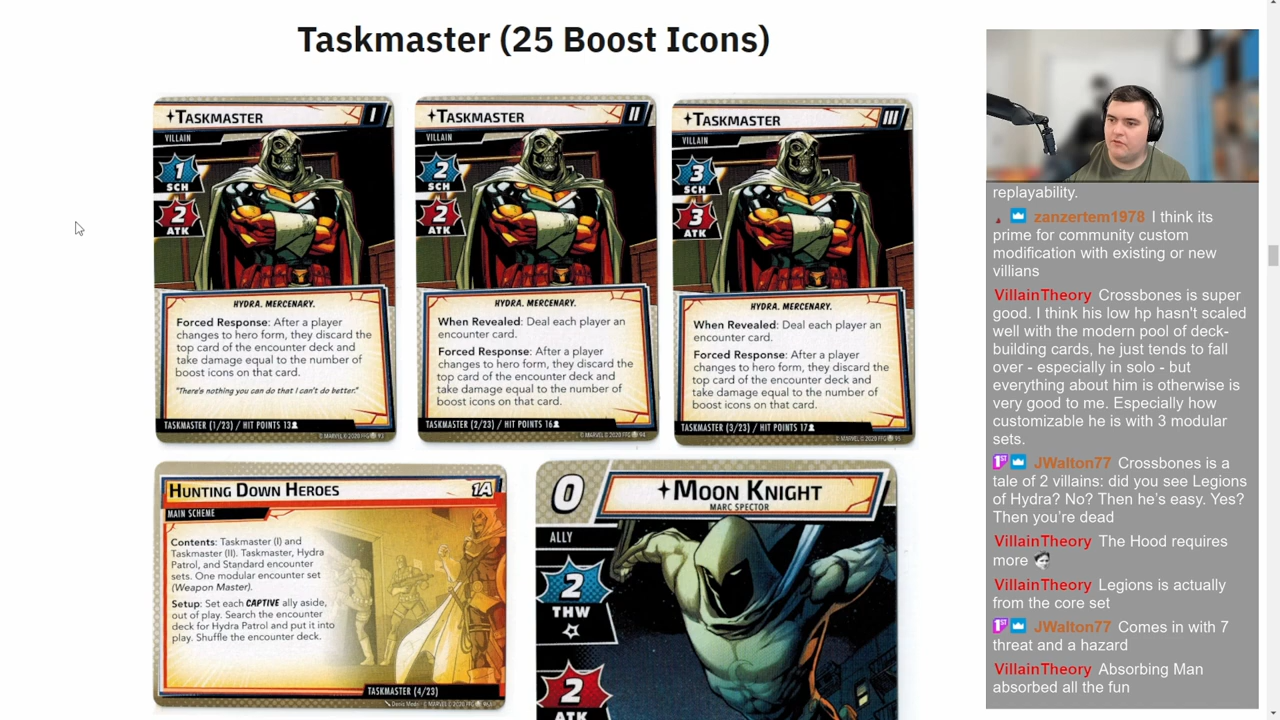 Taskmaster (25 Boost Icons)
TASKMASTER
I
VILLAIN
1
SCH
2
ATK
HYDRA. MERCENARY.
Forced Response: After a player
changes to hero form, they discard the
top card of the encounter deck and
take damage equal to the number of
boost icons on that card.
"There's nothing you can do that I can't do better."
TASKMASTER (1/23) / HIT POINTS 13
TASKMASTER
II
VILLAIN
2
SCH
2
ATK
HYDRA. MERCENARY.
When Revealed: Deal each player an
encounter card.
Forced Response: After a player
changes to hero form, they discard the
top card of the encounter deck and
take damage equal to the number of
boost icons on that card.
TASKMASTER (2/23) / HIT POINTS 16
TASKMASTER
III
VILLAIN
3
SCH
3
ATK
HYDRA. MERCENARY.
When Revealed: Deal each player an
encounter card.
Forced Response: After a player
changes to hero form, they discard the
top card of the encounter deck and
take damage equal to the number of
boost icons on that card.
TASKMASTER (3/23) / HIT POINTS 17
HUNTING DOWN HEROES
1A
MAIN SCHEME
Contents: Taskmaster (I) and
Taskmaster (II). Taskmaster, Hydra
Patrol, and Standard encounter
sets. One modular encounter set
(Weapon Master).
Setup: Set each CAPTIVE ally aside,
out of play. Search the encounter
deck for Hydra Patrol and put it into
play. Shuffle the encounter deck.
TASKMASTER (4/23)
0
MOON KNIGHT
MARC SPECTOR
ALLY
2
THW
2
ATK
replayability.
zanzertem1978 I think its
prime for community custom
modification with existing or new
villians
VillainTheory Crossbones is super
good. I think his low hp hasn't scaled
well with the modern pool of deck-
building cards, he just tends to fall
over - especially in solo - but
everything about him is otherwise is
very good to me. Especially how
customizable he is with 3 modular
sets.
1ST JWalton77 Crossbones is a
tale of 2 villains: did you see Legions
of Hydra? No? Then he's easy. Yes?
Then you're dead
VillainTheory The Hood requires
more
VillainTheory Legions is actually
from the core set
1ST JWalton77 Comes in with 7
threat and a hazard
VillainTheory Absorbing Man
absorbed all the fun